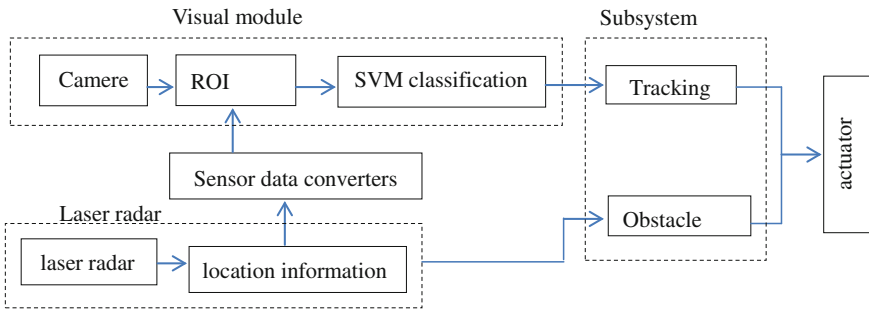 Visual module
Subsystem
Camere
ROI
SVM classification
Tracking
actuator
Sensor data converters
Laser radar
Obstacle
laser radar
location information